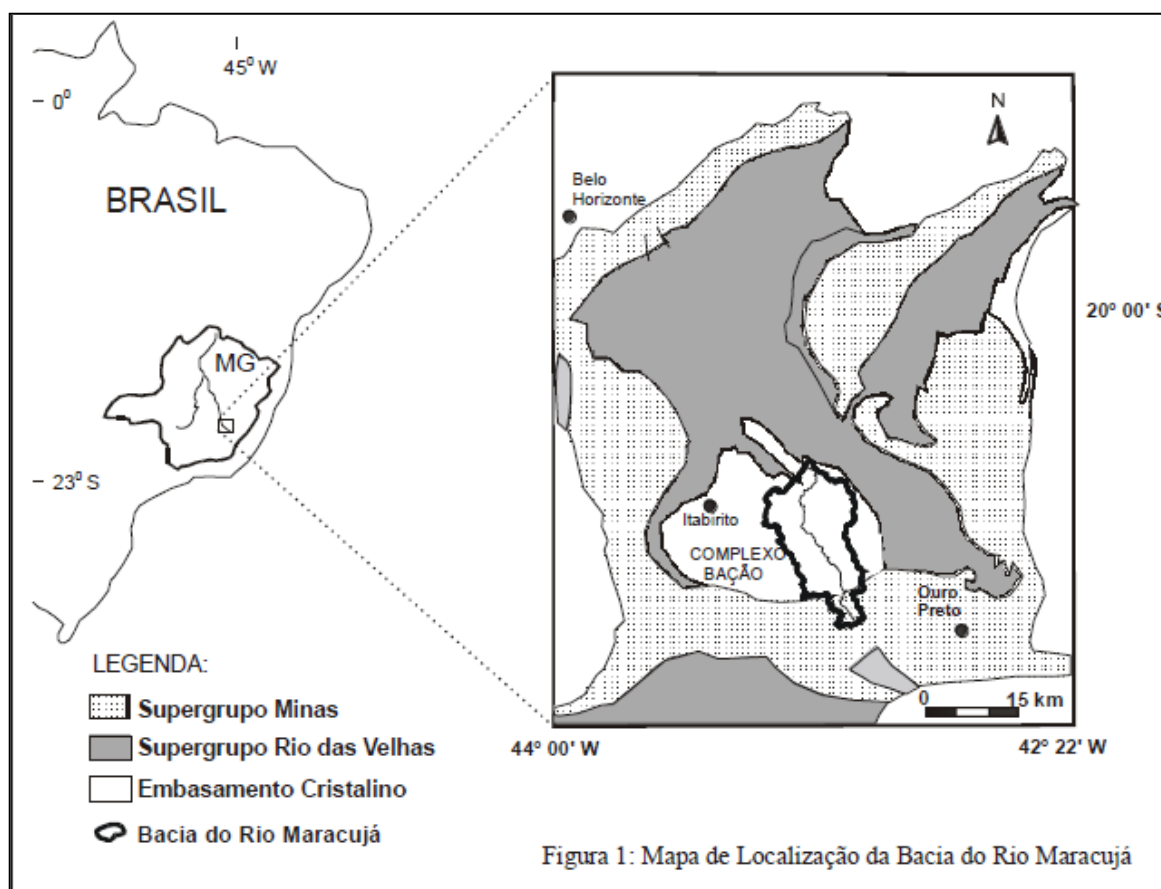 45⁰ W
0⁰
BRASIL
MG
23⁰ S
N
Belo
Horizonte
20º 00' S
Itabirito
COMPLEXO
BAÇÃO
Ouro
Preto
0 15 km
44º 00' W
42º 22' W
LEGENDA:
Supergrupo Minas
Supergrupo Rio das Velhas
Embasamento Cristalino
Bacia do Rio Maracujá
Figura 1: Mapa de Localização da Bacia do Rio Maracujá